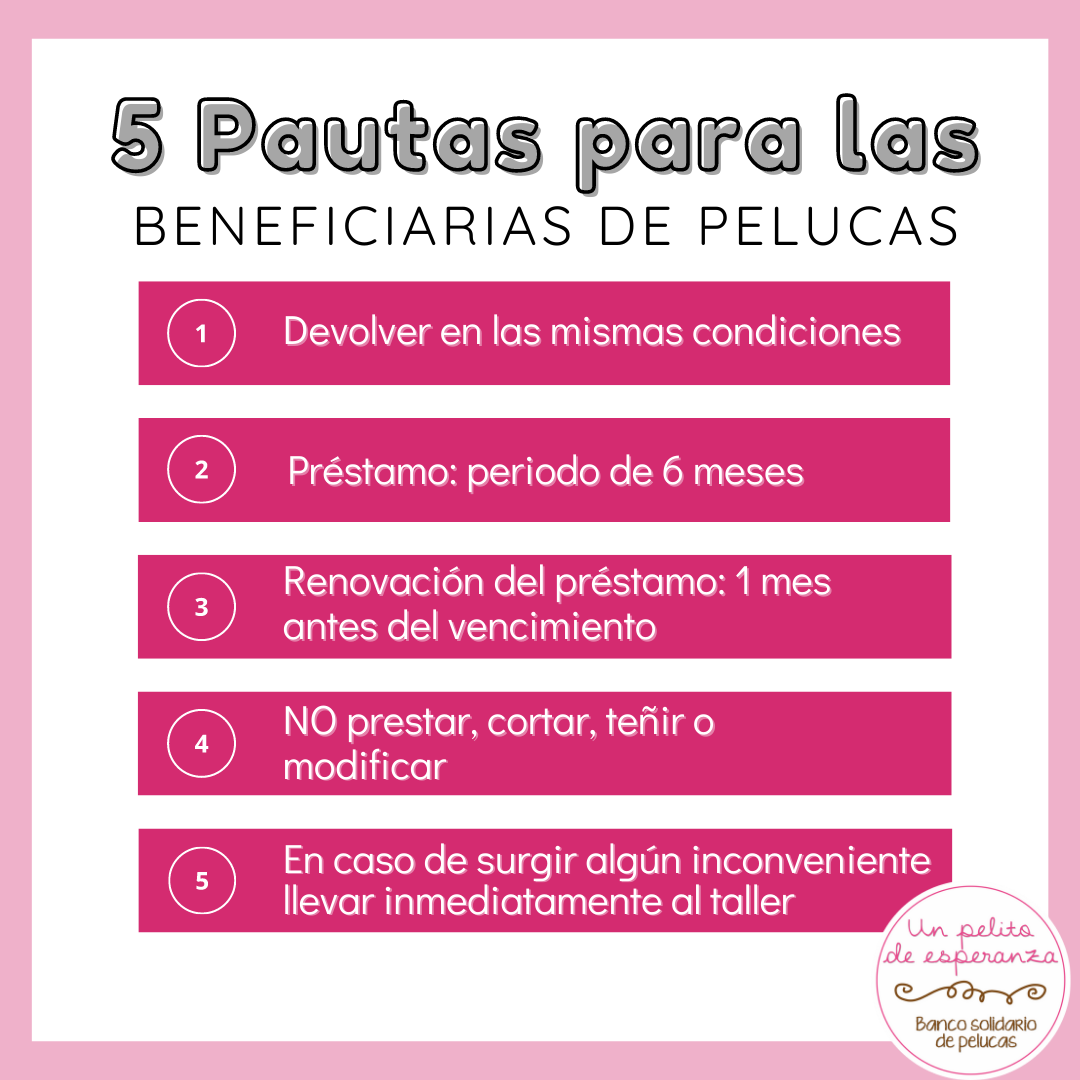 5 Pautas para las
BENEFICIARIAS DE PELUCAS
1
Devolver en las mismas condiciones
2
Préstamo: periodo de 6 meses
3
Renovación del préstamo: 1 mes
antes del vencimiento
4
NO prestar, cortar, teñir o
modificar
5
En caso de surgir algún inconveniente
llevar inmediatamente al taller
Un pelito
de esperanza
Banco solidario
de pelucas